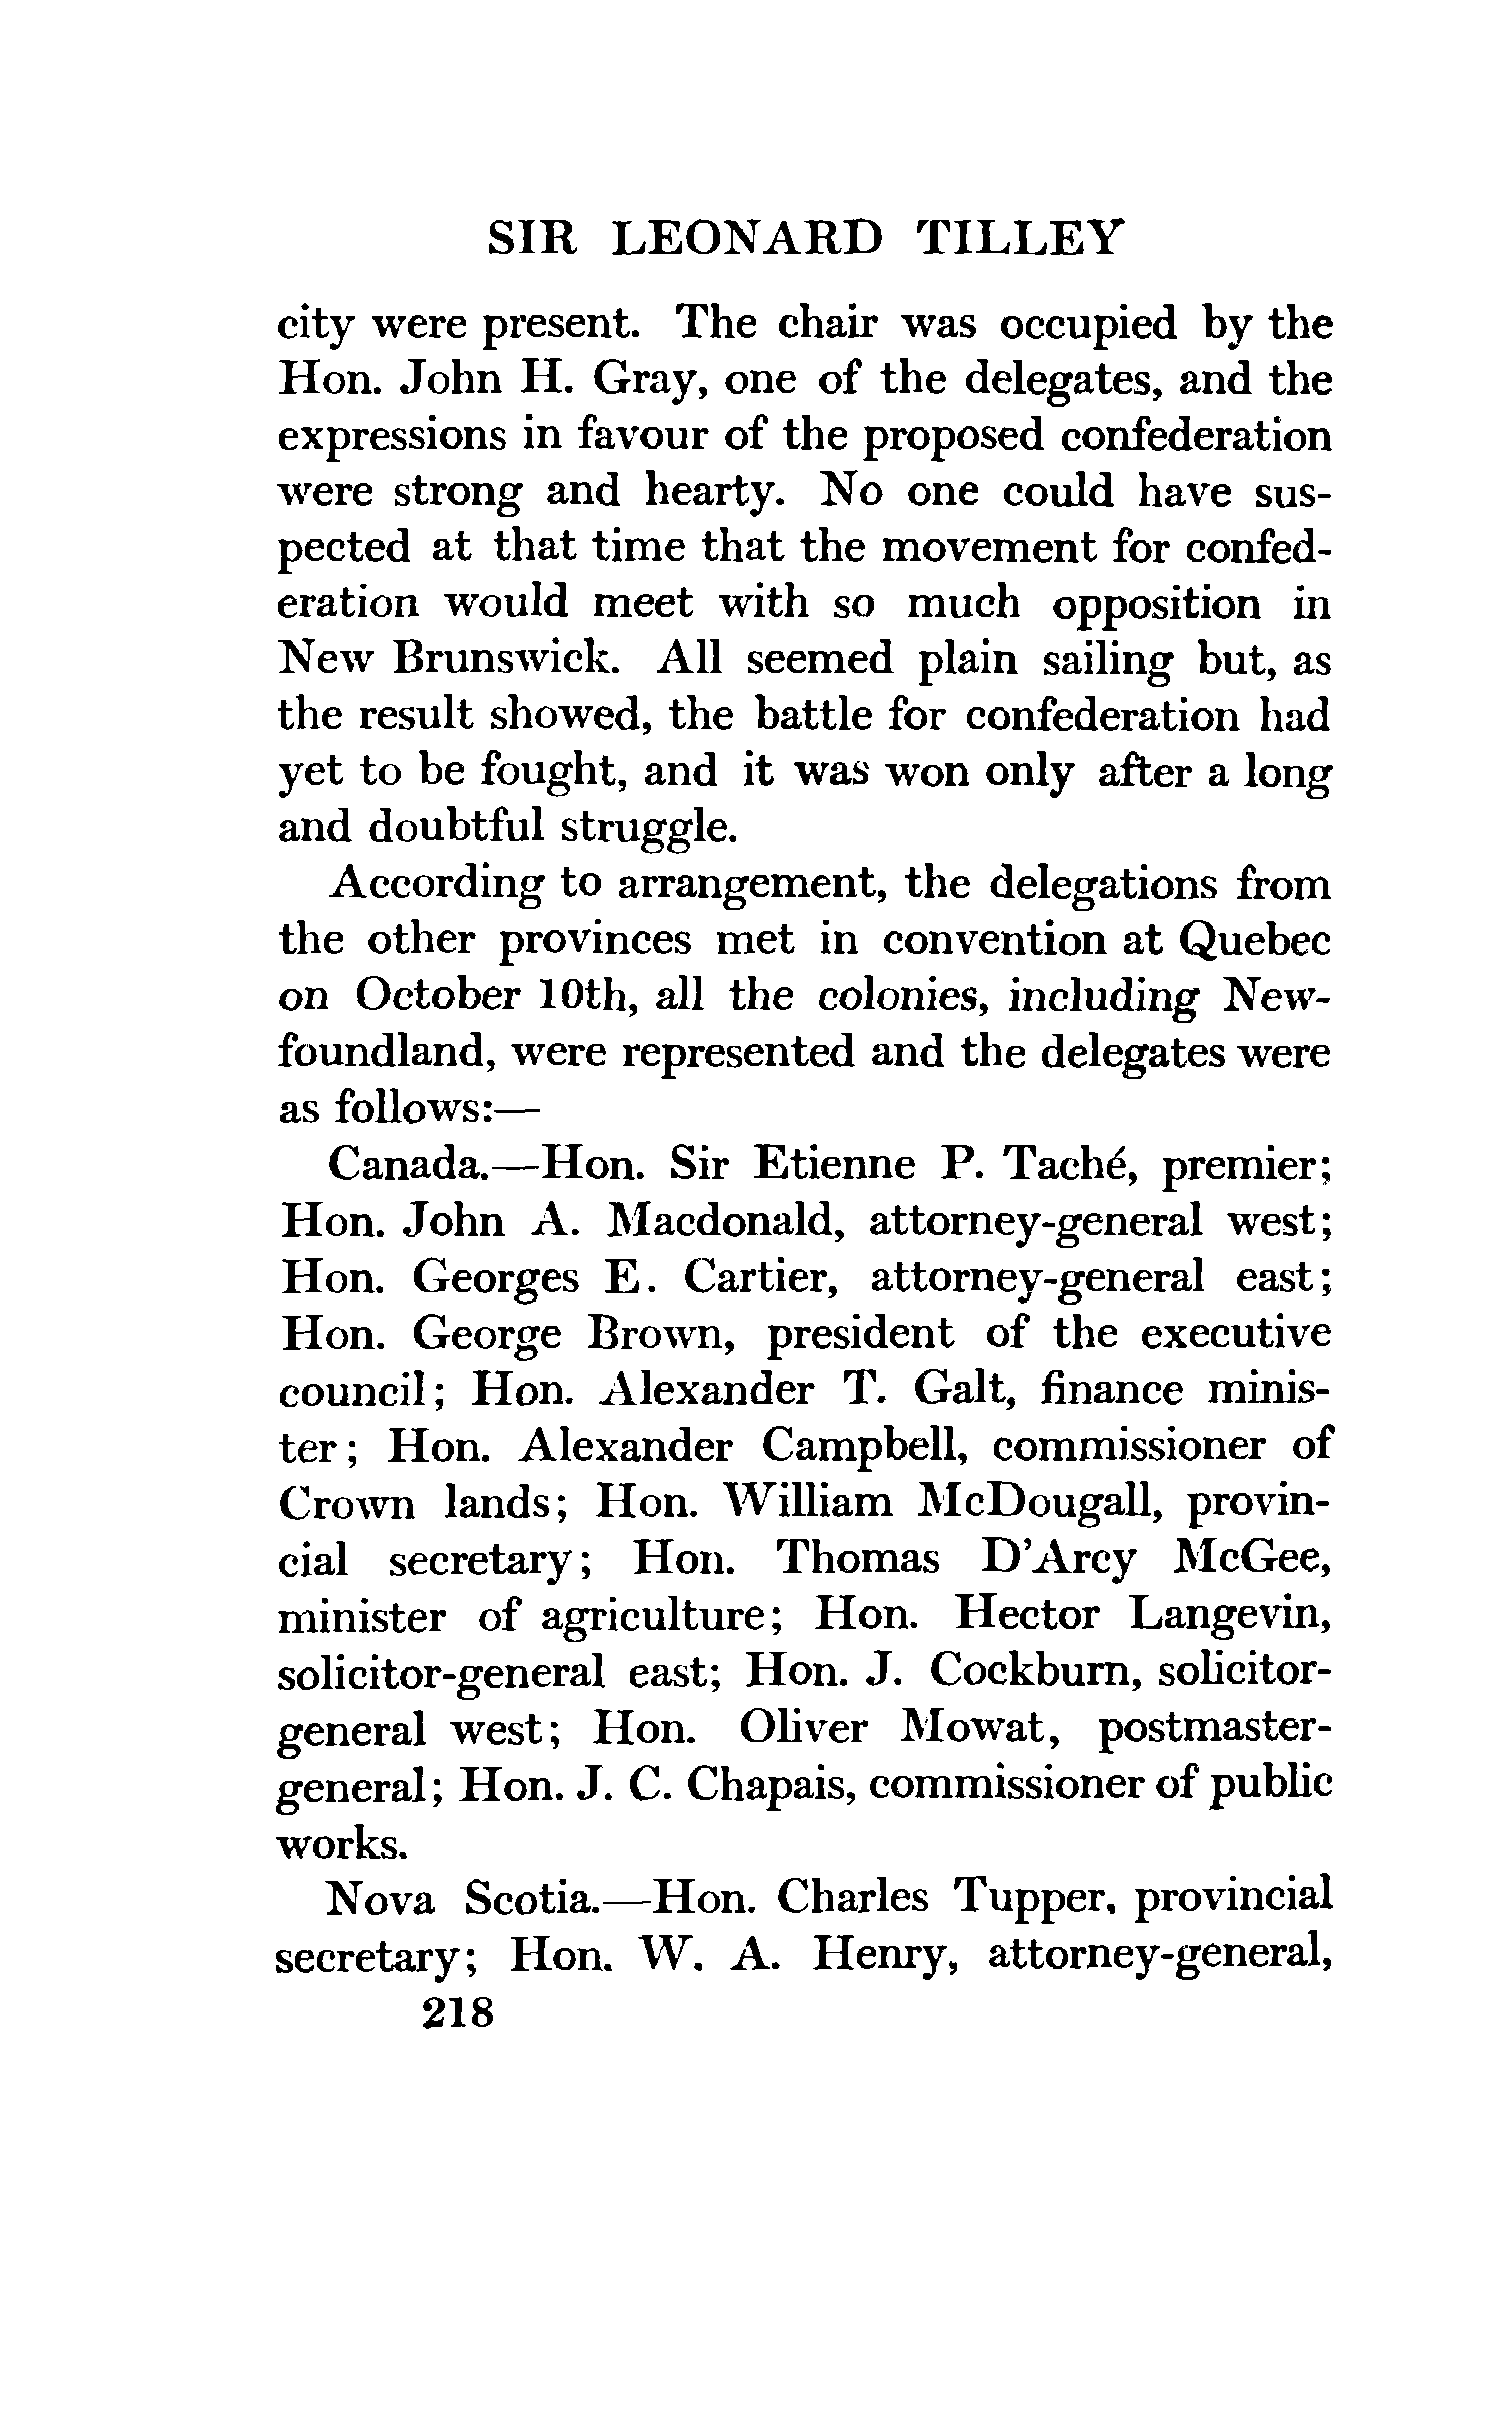 SIR LEONARD TILLEY
city were present. The chair was occupied by the
Hon. John H. Gray, one of the delegates, and the
expressions in favour of the proposed confederation
were strong and hearty. No one could have sus-
pected at that time that the movement for confed-
eration would meet with so much opposition in
New Brunswick. All seemed plain sailing but, as
the result showed, the battle for confederation had
yet to be fought, and it was won only after a long
and doubtful struggle.
According to arrangement, the delegations from
the other provinces met in convention at Quebec
on October 10th, all the colonies, including New-
foundland, were represented and the delegates were
as follows:—
Canada.—Hon. Sir Etienne P. Taché, premier;
Hon. John A. Macdonald, attorney-general west;
Hon. Georges E. Cartier, attorney-general east;
Hon. George Brown, president of the executive
council; Hon. Alexander T. Galt, finance minis-
ter; Hon. Alexander Campbell, commissioner of
Crown lands; Hon. William McDougall, provin-
cial secretary; Hon. Thomas D'Arcy McGee,
minister of agriculture; Hon. Hector Langevin,
solicitor-general east; Hon. J. Cockburn, solicitor-
general west; Hon. Oliver Mowat, postmaster-
general; Hon. J. C. Chapais, commissioner of public
works.
Nova Scotia.—Hon. Charles Tupper, provincial
secretary; Hon. W. A. Henry, attorney-general,
218